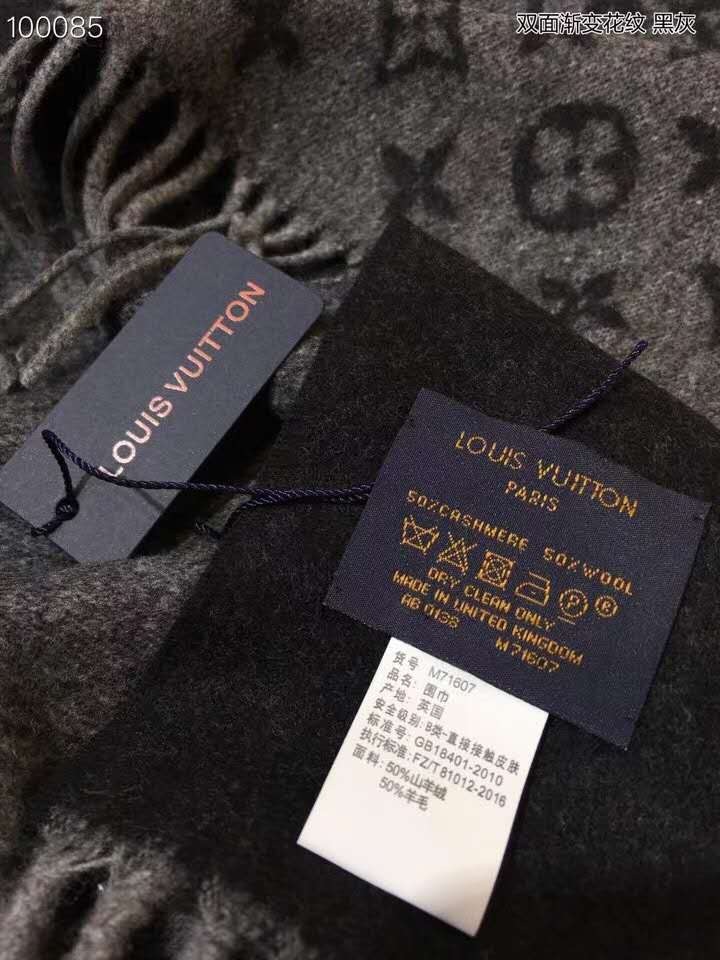 100085
双面渐变花纹 黑灰
LOUIS VUITTON
LOUIS VUITTON
PARIS
50%CASHMERE 50%WOOL
DRY CLEAN ONLY
MADE IN UNITED KINGDOM
AB 0138 M71607
货号 M71607
品名: 围巾
产地: 英国
安全级别: B类-直接接触皮肤
标准号: GB18401-2010
执行标准: FZ/T 81012-2016
面料: 50%山羊绒
50%羊毛